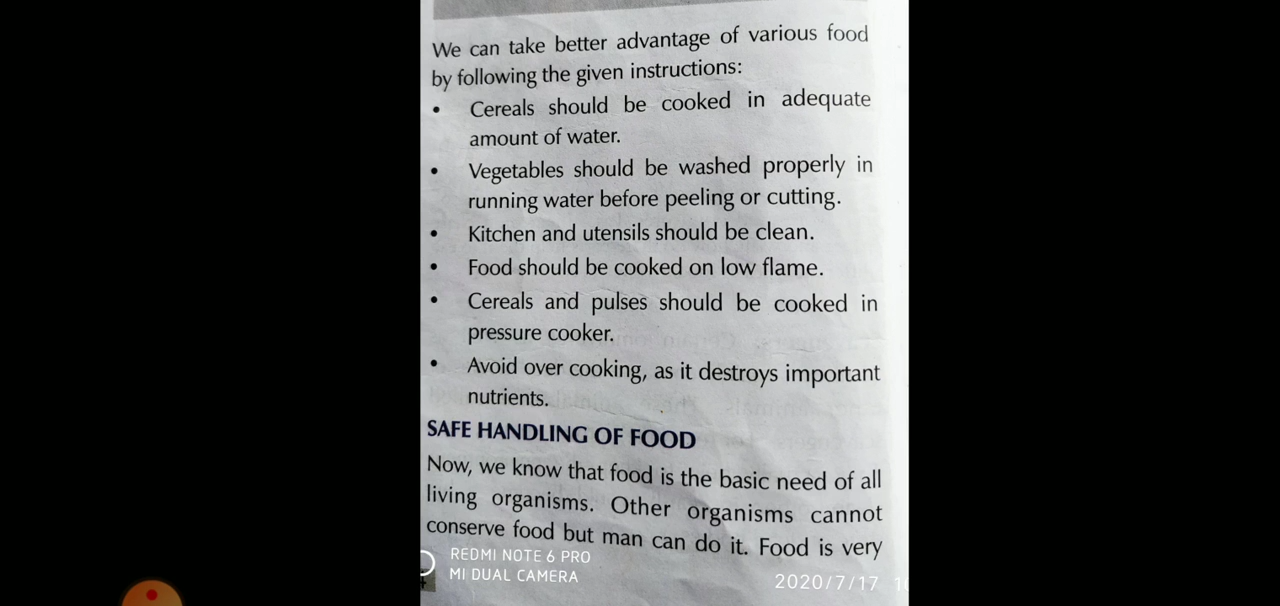 We can take better advantage of various food
by following the given instructions:
• Cereals should be cooked in adequate
amount of water.
• Vegetables should be washed properly in
running water before peeling or cutting.
• Kitchen and utensils should be clean.
• Food should be cooked on low flame.
• Cereals and pulses should be cooked in
pressure cooker.
• Avoid over cooking, as it destroys important
nutrients.
SAFE HANDLING OF FOOD
Now, we know that food is the basic need of all
living organisms. Other organisms cannot
conserve food but man can do it. Food is very
REDMI NOTE 6 PRO
MI DUAL CAMERA
2020/7/17